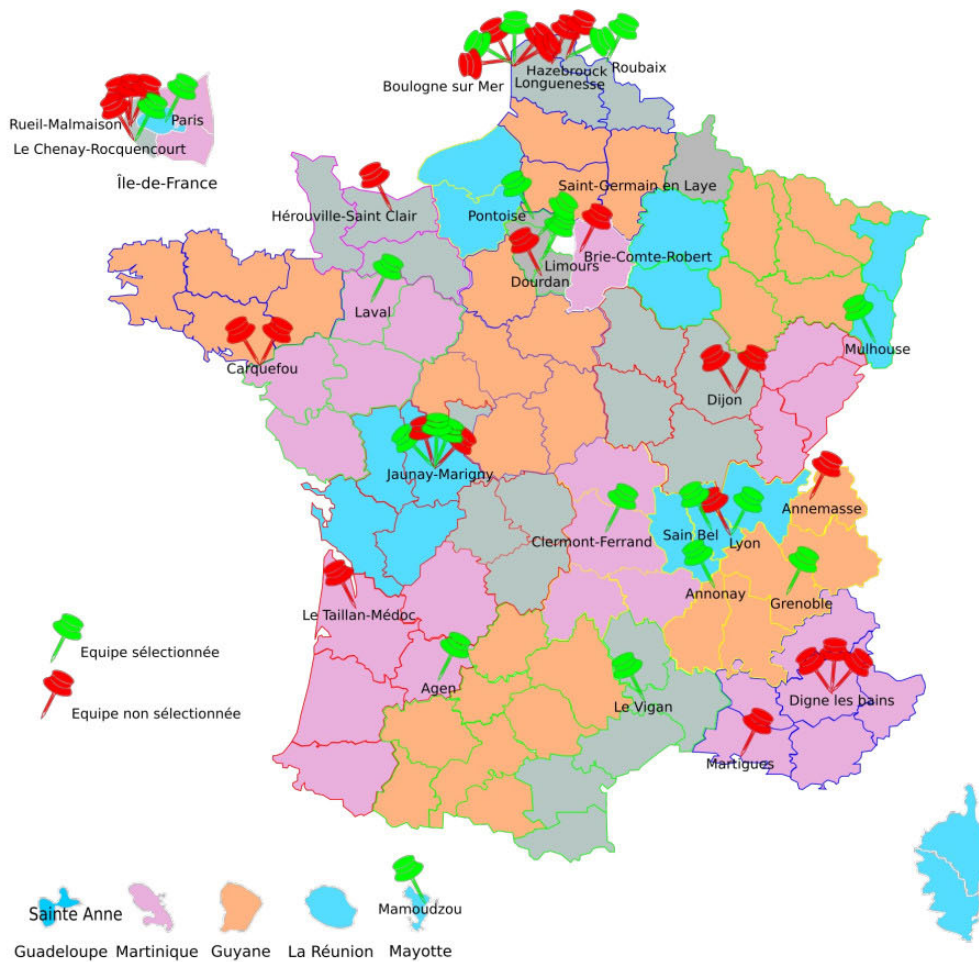 Boulogne sur Mer
Hazebrouck
Roubaix
Longuenesse
Rueil-Malmaison
Paris
Le Chenay-Rocquencourt
Île-de-France
Saint-Germain en Laye
Hérouville-Saint Clair
Pontoise
Brie-Comte-Robert
Limours
Dourdan
Laval
Mulhouse
Carquefou
Dijon
Jaunay-Marigny
Annemasse
Clermont-Ferrand
Sain Bel
Lyon
Annonay
Grenoble
Le Taillan-Médoc
Equipe sélectionnée
Agen
Digne les bains
Le Vigan
Equipe non sélectionnée
Martigues
Sainte Anne
Mamoudzou
Guadeloupe
Martinique
Guyane
La Réunion
Mayotte